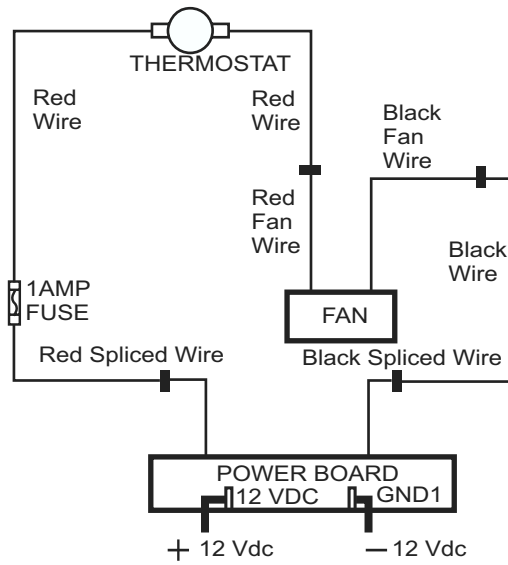 THERMOSTAT
Red
Wire
Red
Wire
Black
Fan
Wire
Red
Fan
Wire
Black
Wire
1AMP
FUSE
FAN
Red Spliced Wire
Black Spliced Wire
POWER BOARD
12 VDC
GND1
+ 12 Vdc
– 12 Vdc